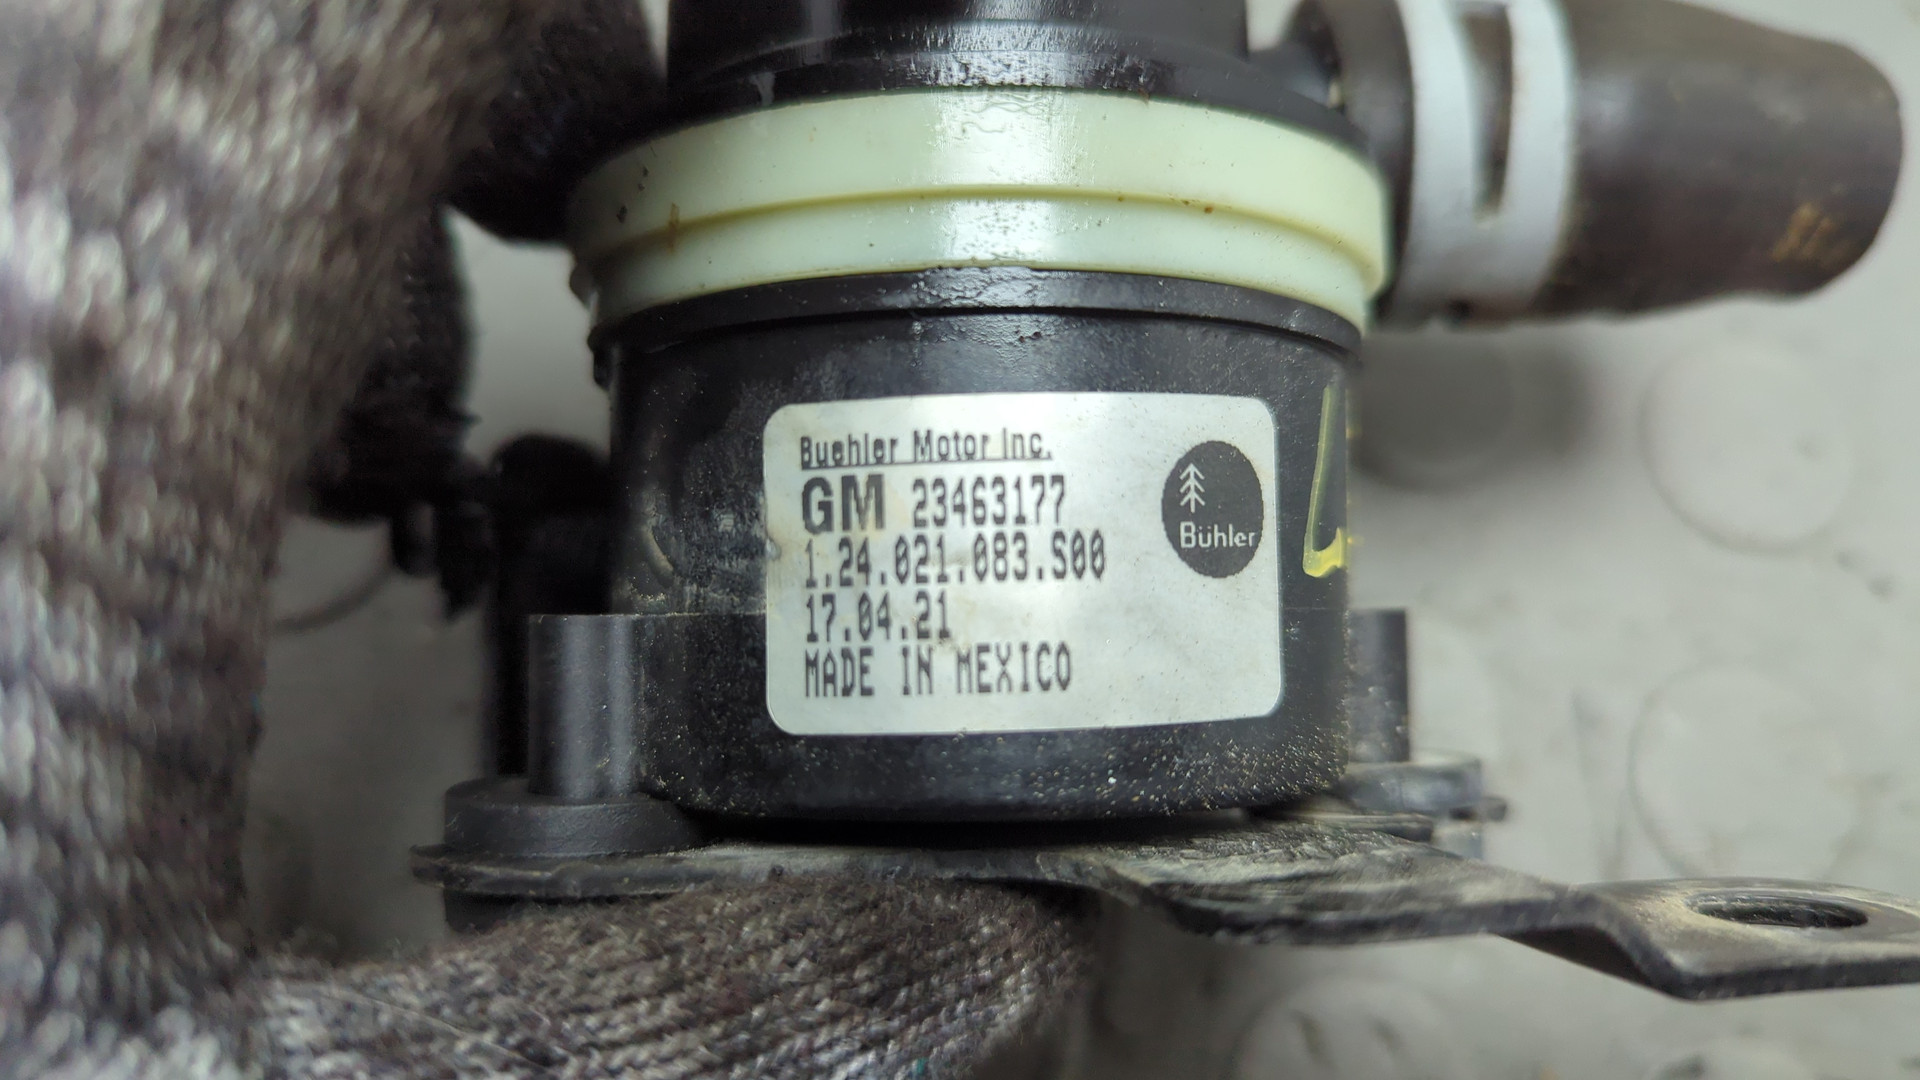 Buehler Motor Inc.
GM 23463177
1.24.021.083.S00
17.04.21
MADE IN MEXICO
Bühler